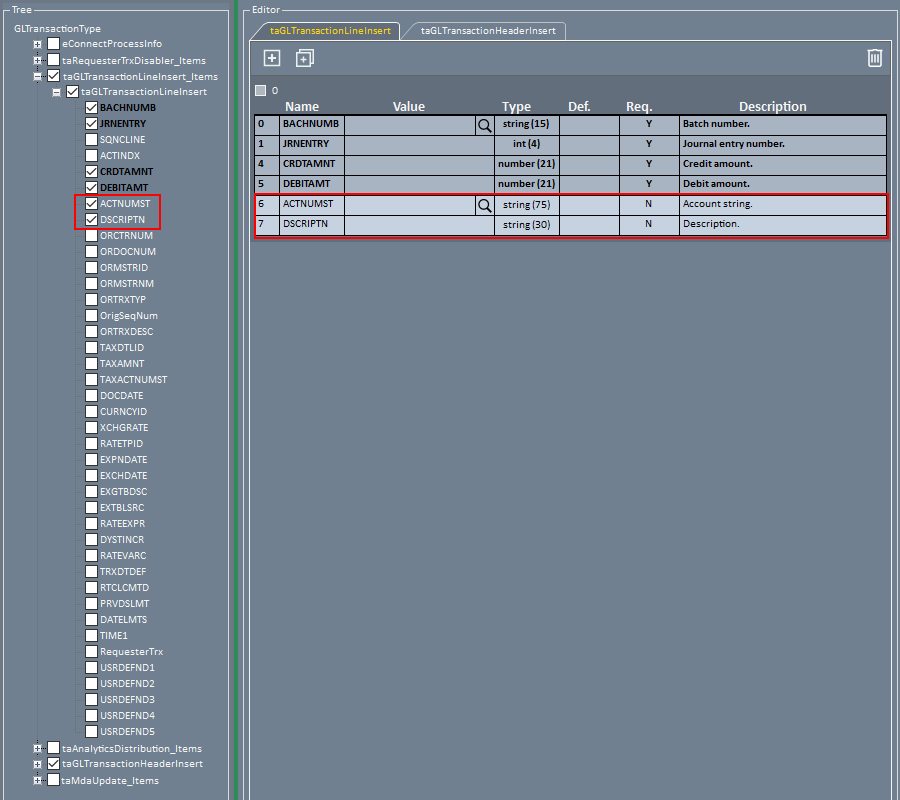 Tree
GLTransactionType
eConnectProcessInfo
taRequesterTrxDisabler_Items
taGLTransactionLineInsert_Items
taGLTransactionLineInsert
BACHNUMB
JRNENTRY
SQNCLINE
ACTINDX
CRDTAMNT
DEBITAMT
ACTNUMST
DSCRIPTN
ORCTRNUM
ORDOCNUM
ORMSTRID
ORMSTRNM
ORTRXTYP
OrigSeqNum
ORTRXDESC
TAXDTLID
TAXAMNT
TAXACTNUMST
DOCDATE
CURNCYID
XCHGRATE
RATETPID
EXPNDATE
EXCHDATE
EXGTBDSC
EXTBLSRC
RATEEXPR
DYSTINCR
RATEVARC
TRXDTDEF
RTCLCMTD
PRVDSLMT
DATELMTS
TIME1
RequesterTrx
USRDEFND1
USRDEFND2
USRDEFND3
USRDEFND4
USRDEFND5
taAnalyticsDistribution_Items
taGLTransactionHeaderInsert
taMdaUpdate_Items
Editor
taGLTransactionLineInsert taGLTransactionHeaderInsert
0
Name Value Type Def. Req. Description
0 BACHNUMB string (15) Y Batch number.
1 JRNENTRY int (4) Y Journal entry number.
4 CRDTAMNT number (21) Y Credit amount.
5 DEBITAMT number (21) Y Debit amount.
6 ACTNUMST string (75) N Account string.
7 DSCRIPTN string (30) N Description.